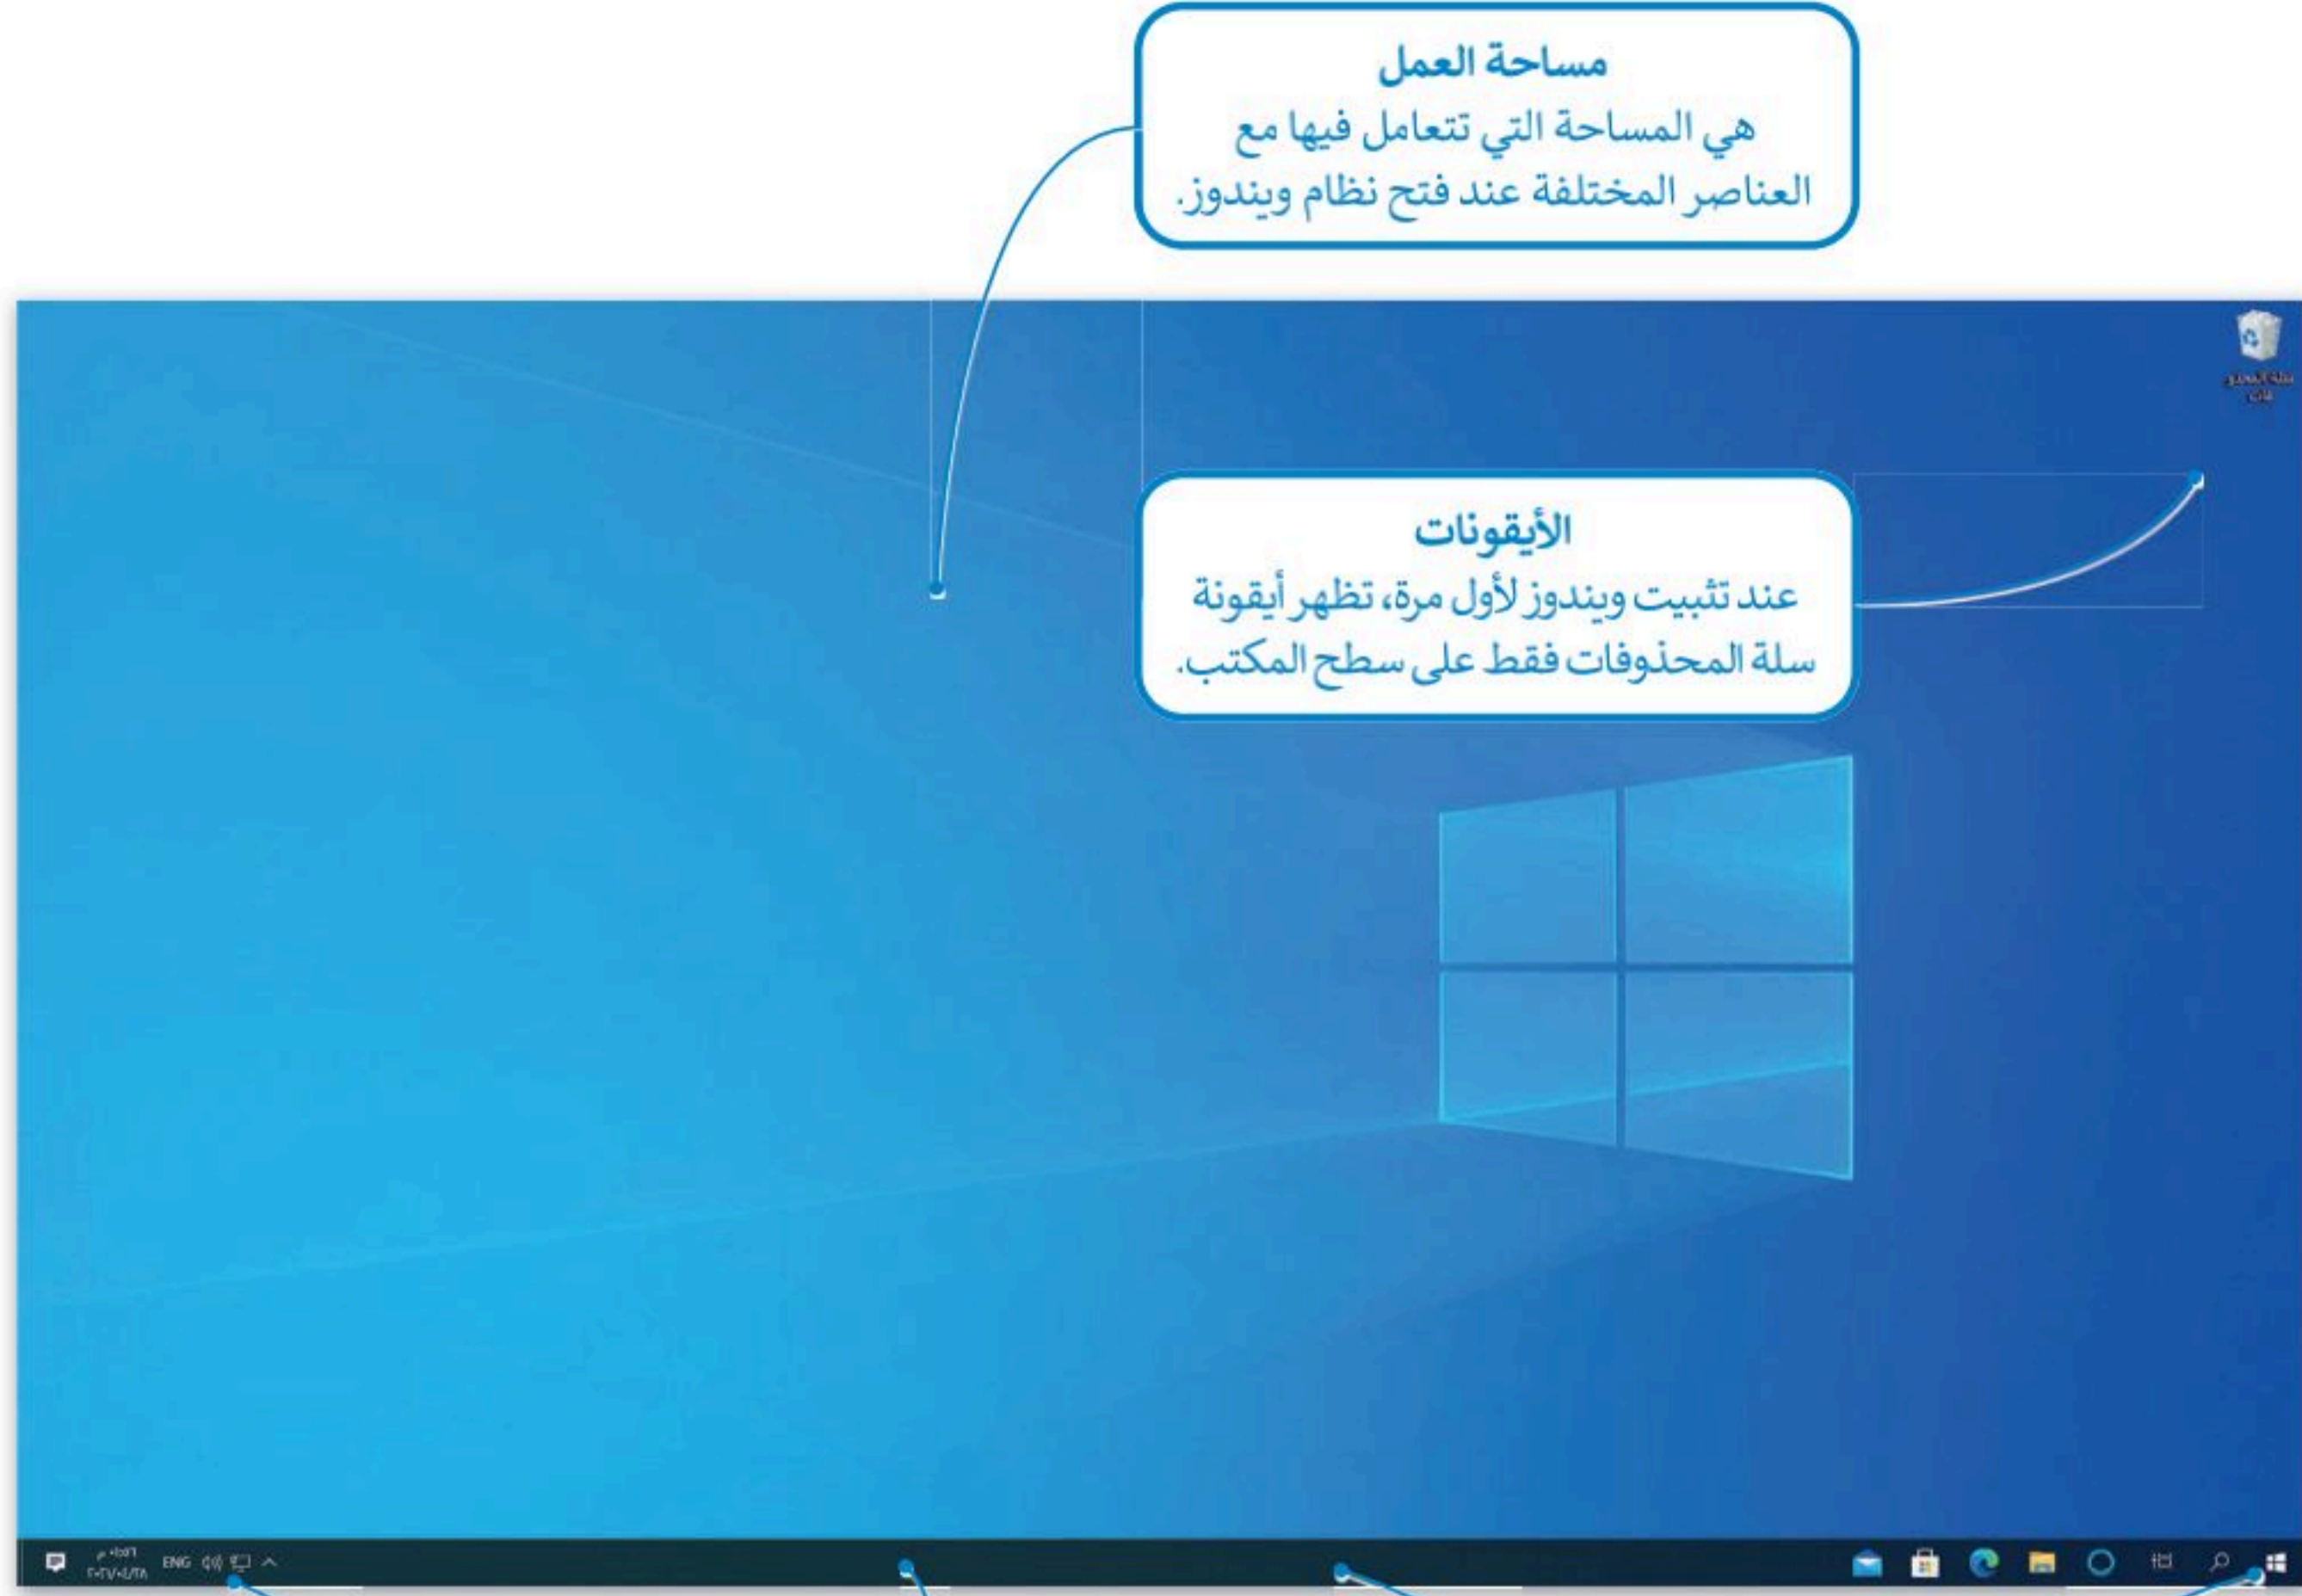 مساحة العمل
هي المساحة التي تتعامل فيها مع
العناصر المختلفة عند فتح نظام ويندوز.
الأيقونات
عند تثبيت ويندوز لأول مرة، تظهر أيقونة
سلة المحذوفات فقط على سطح المكتب.
ENG